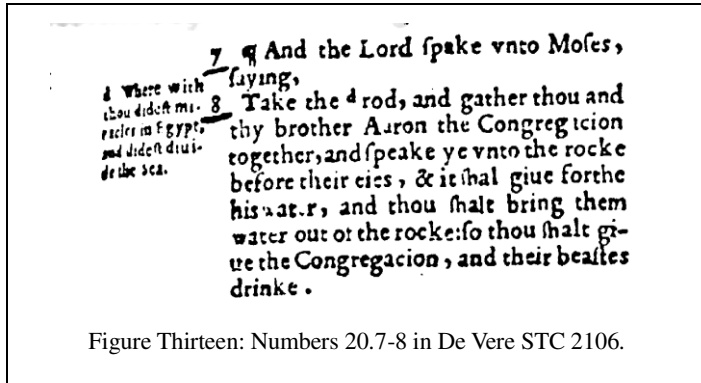 7 ¶ And the Lord ſpake vnto Moſes,
ſaying,
8 Take the d rod, and gather thou and
thy brother Aaron the Congregacion
together, and ſpeake ye vnto the rocke
before their eies, & it ſhal giue forthe
his water, and thou ſhalt bring them
water out of the rocke: ſo thou ſhalt gi-
ue the Congregacion, and their beaſtes
drinke.
d Where with
thou dideſt mi-
racles in Egypt,
and dideſt diui-
de the Sea.
Figure Thirteen: Numbers 20.7-8 in De Vere STC 2106.